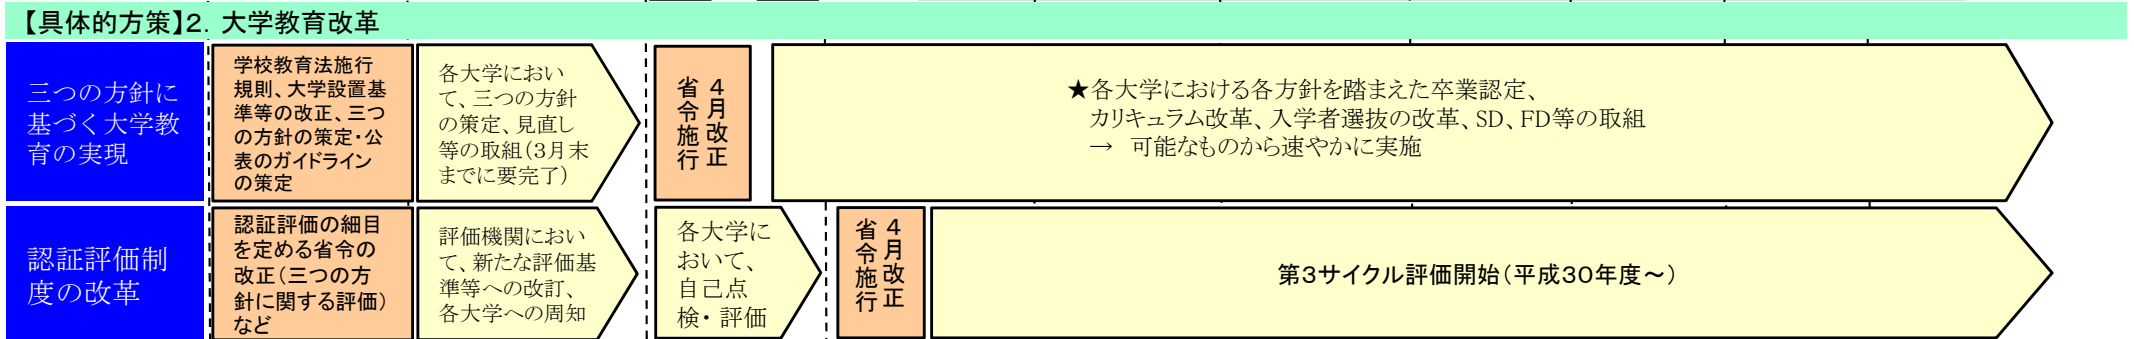 【具体的方策】２．大学教育改革
三つの方針に
基づく大学教
育の実現
学校教育法施行
規則、大学設置基
準等の改正、三つ
の方針の策定・公
表のガイドライン
の策定
各大学におい
て、三つの方針
の策定、見直し
等の取組（３月末
までに要完了）
４月改正
省令施行
★各大学における各方針を踏まえた卒業認定、
カリキュラム改革、入学者選抜の改革、SD、FD等の取組
→　可能なものから速やかに実施
認証評価制
度の改革
認証評価の細目
を定める省令の
改正（三つの方
針に関する評価）
など
評価機関におい
て、新たな評価基
準等への改訂、
各大学への周知
各大学に
おいて、
自己点
検・評価
４月改正
省令施行
第３サイクル評価開始（平成３０年度～）